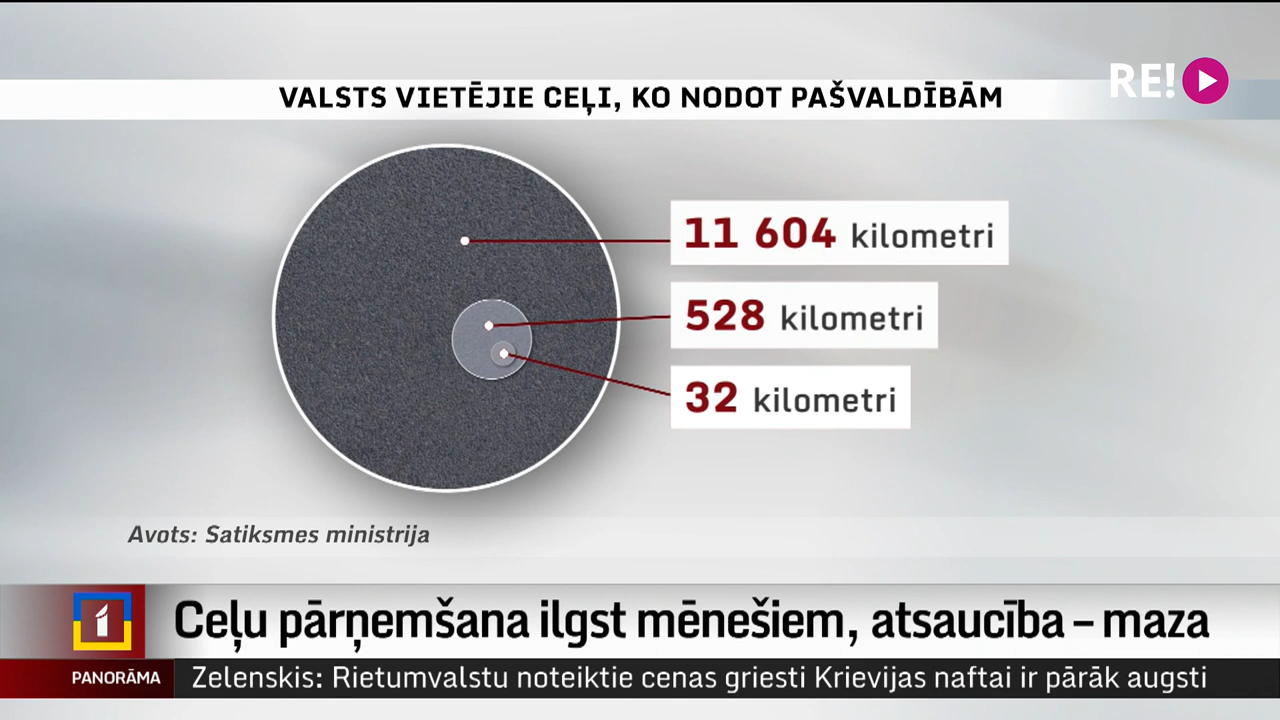 RE!
VALSTS VIETĒJIE CEĻI, KO NODOT PAŠVALDĪBĀM
11 604 kilometri
528 kilometri
32 kilometri
Avots: Satiksmes ministrija
1
Ceļu pārņemšana ilgst mēnešiem, atsaucība – maza
PANORĀMA
Zelenskis: Rietumvalstu noteiktie cenas griesti Krievijas naftai ir pārāk augsti